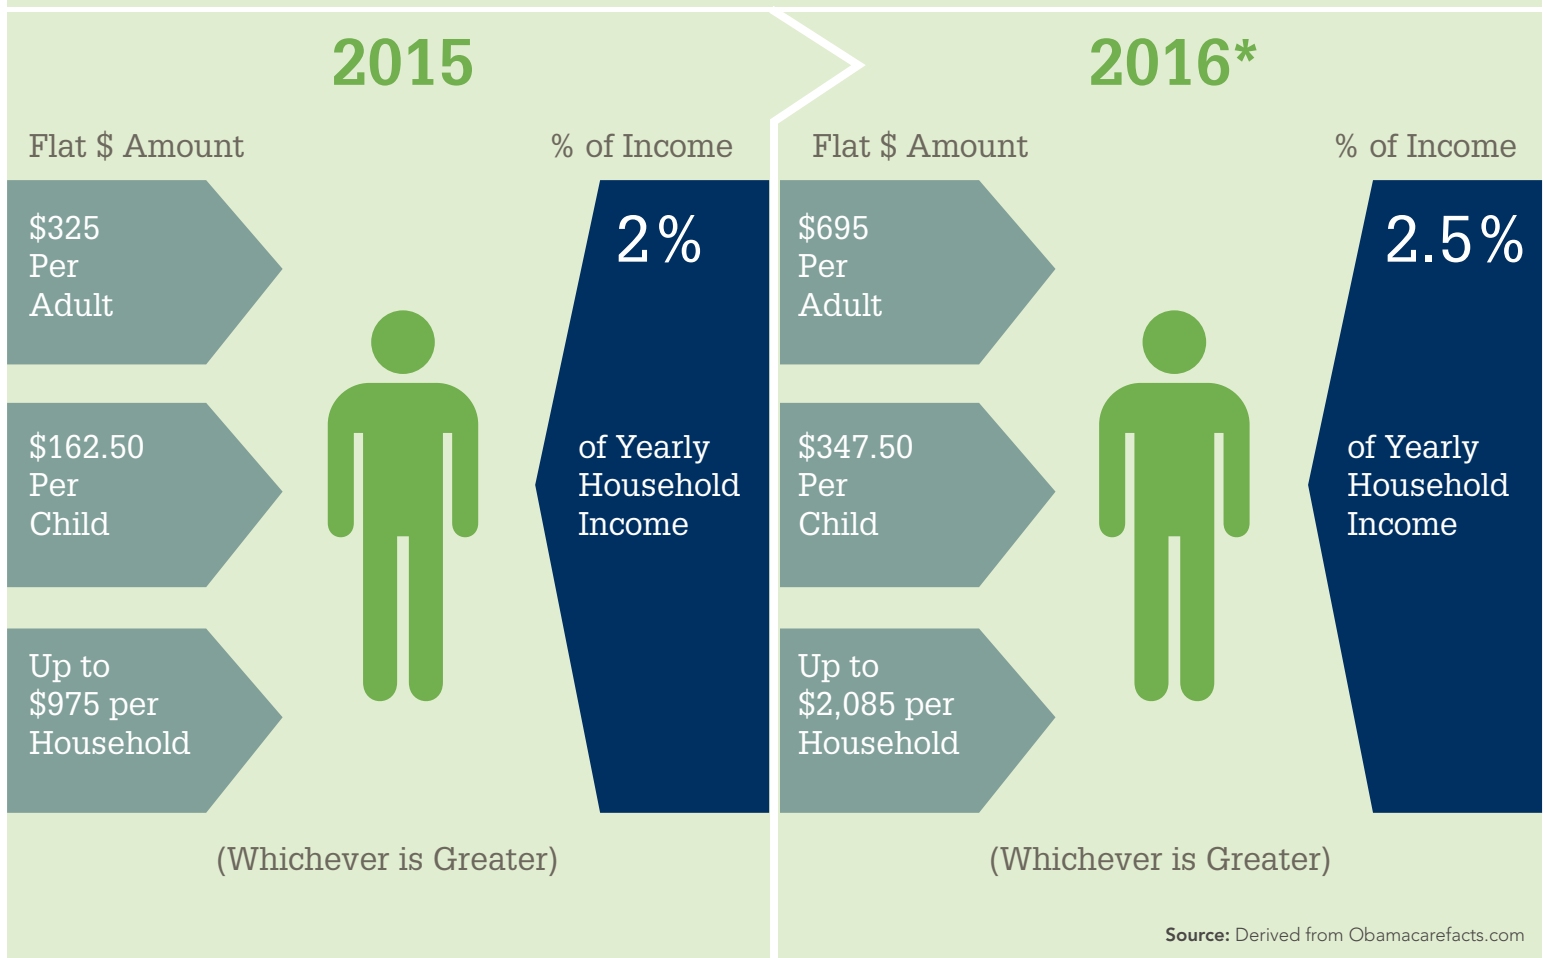 2015
Flat $ Amount
% of Income
$325
Per
Adult
$162.50
Per
Child
Up to
$975 per
Household
2%
of Yearly
Household
Income
(Whichever is Greater)
2016*
Flat $ Amount
% of Income
$695
Per
Adult
$347.50
Per
Child
Up to
$2,085 per
Household
2.5%
of Yearly
Household
Income
(Whichever is Greater)
Source: Derived from Obamacarefacts.com